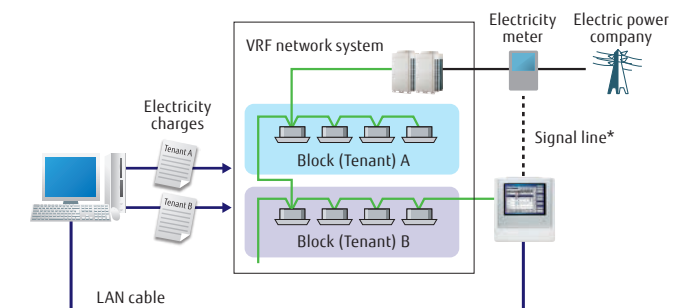 Electricity
meter
Electric power
company
VRF network system
Electricity
charges
Tenant A
Block (Tenant) A
Signal line*
Tenant B
Block (Tenant) B
LAN cable